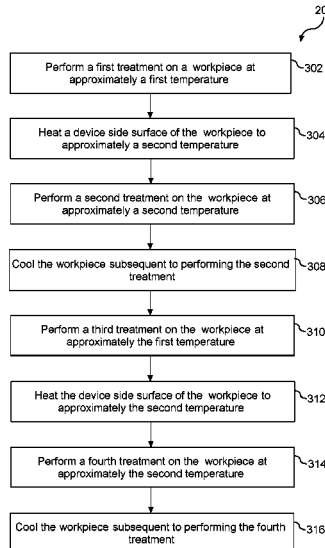 20
Perform a first treatment on a workpiece at
approximately a first temperature
302
Heat a device side surface of the workpiece to
approximately a second temperature
304
Perform a second treatment on the workpiece at
approximately a second temperature
306
Cool the workpiece subsequent to performing the second
treatment
308
Perform a third treatment on the workpiece at
approximately the first temperature
310
Heat the device side surface of the workpiece to
approximately the second temperature
312
Perform a fourth treatment on the workpiece at
approximately the second temperature
314
Cool the workpiece subsequent to performing the fourth
treatment
316